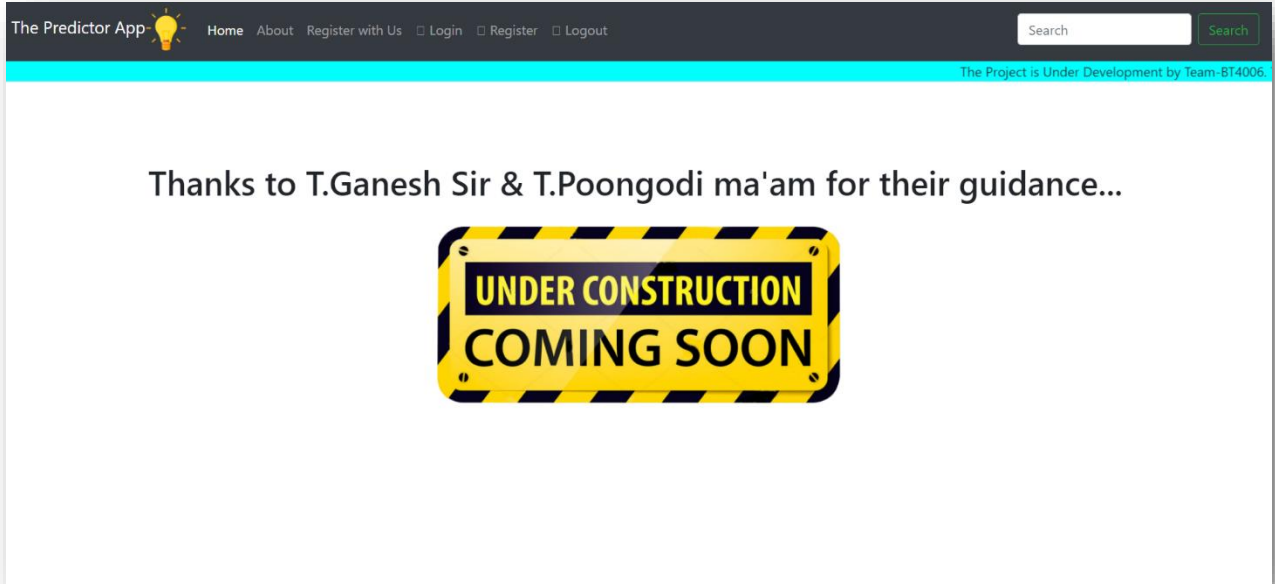 The Predictor App- - Home About Register with Us Login Register Logout Search Search
The Project is Under Development by Team-BT4006.
Thanks to T.Ganesh Sir & T.Poongodi ma'am for their guidance...
UNDER CONSTRUCTION
COMING SOON